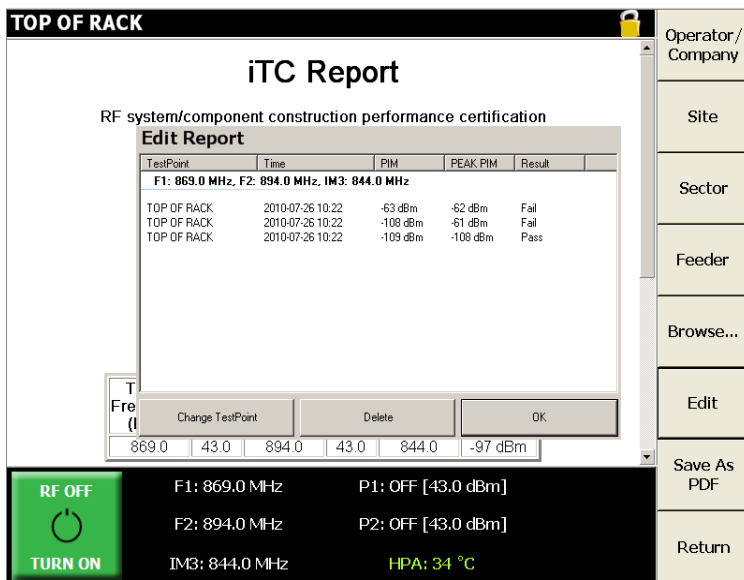 TOP OF RACK
iTC Report
RF system/component construction performance certification
Edit Report
TestPoint Time PIM PEAK PIM Result
F1: 869.0 MHz, F2: 894.0 MHz, IM3: 844.0 MHz
TOP OF RACK 2010-07-26 10:22 -63 dBm -62 dBm Fail
TOP OF RACK 2010-07-26 10:22 -108 dBm -61 dBm Fail
TOP OF RACK 2010-07-26 10:22 -109 dBm -108 dBm Pass
Change TestPoint Delete OK
869.0 43.0 894.0 43.0 844.0 -97 dBm
RF OFF
TURN ON
F1: 869.0 MHz P1: OFF [43.0 dBm]
F2: 894.0 MHz P2: OFF [43.0 dBm]
IM3: 844.0 MHz HPA: 34 °C
Operator/
Company
Site
Sector
Feeder
Browse...
Edit
Save As
PDF
Return